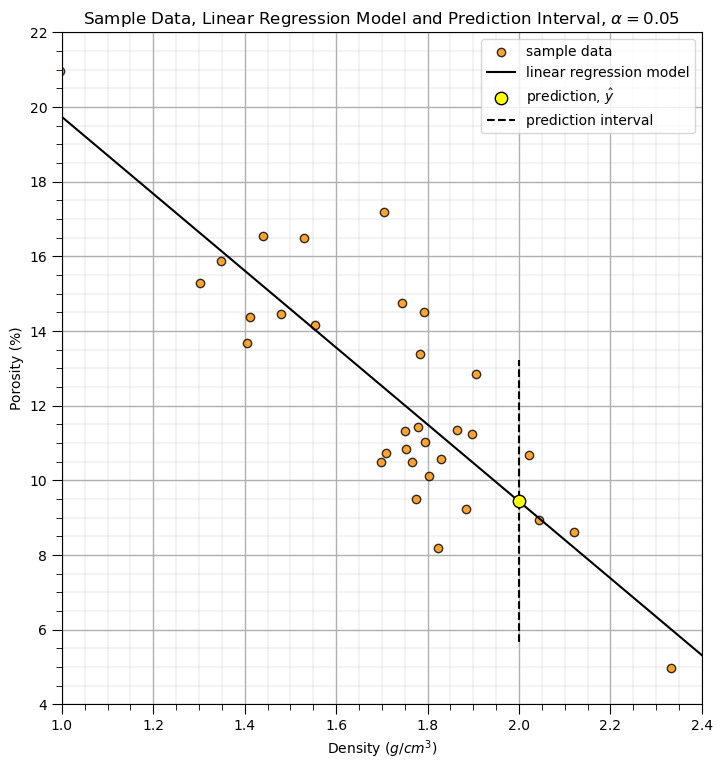 Sample Data, Linear Regression Model and Prediction Interval, α = 0.05
sample data
linear regression model
prediction, ŷ
prediction interval
22
20
18
16
14
12
10
8
6
4
Porosity (%)
1.0 1.2 1.4 1.6 1.8 2.0 2.2 2.4
Density (g/cm³)